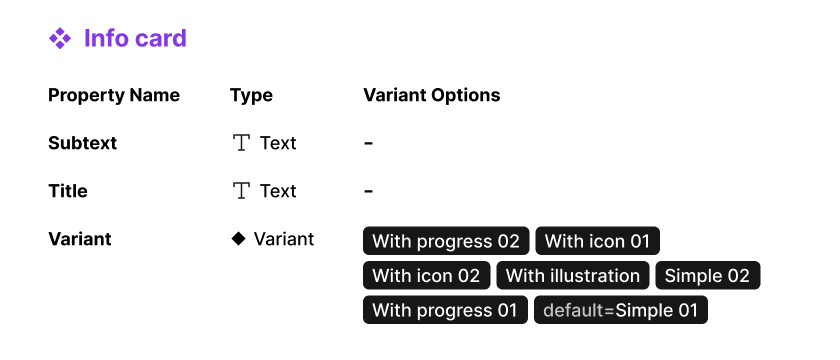 Info card
Property Name Type Variant Options
Subtext Text -
Title Text -
Variant Variant With progress 02 With icon 01
With icon 02 With illustration Simple 02
With progress 01 default=Simple 01